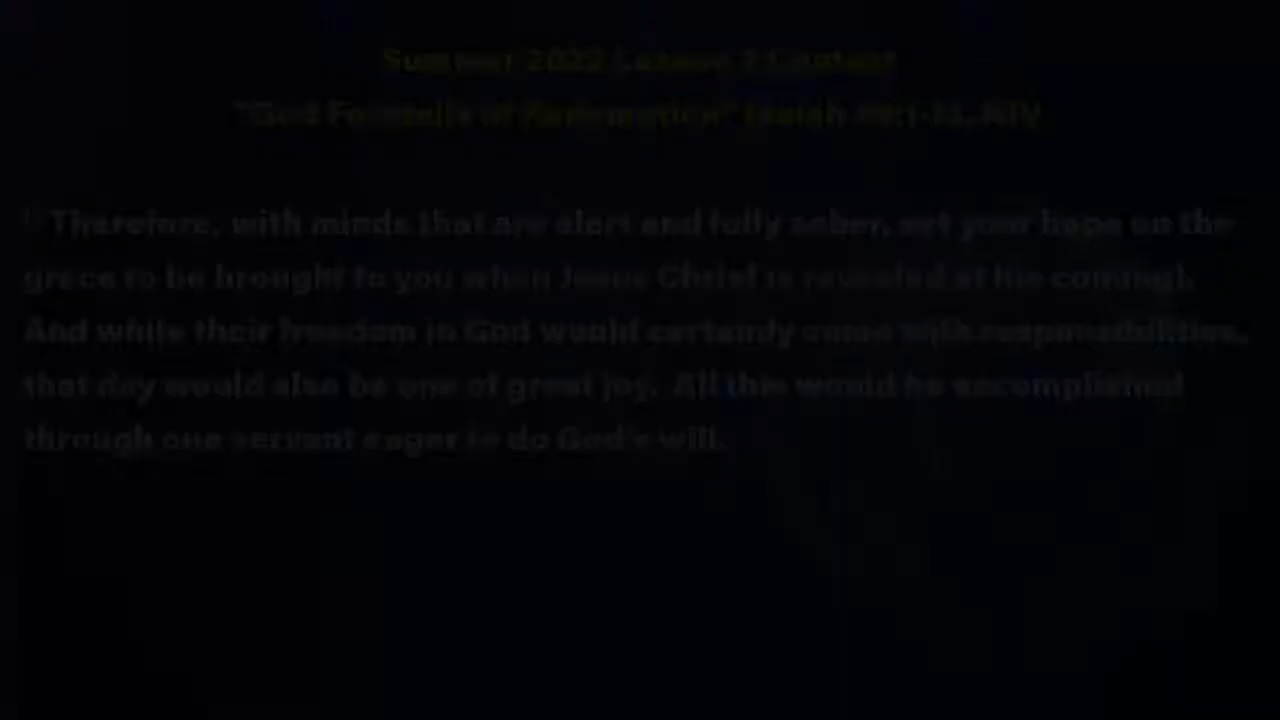 Summer 2022 Lesson 7 Context
"God Foretells of Redemption" Isaiah 49:1-11, NIV
" Therefore, with minds that are alert and fully sober, set your hope on the
grace to be brought to you when Jesus Christ is revealed at his coming).
And while their freedom in God would certainly come with responsibilities,
that day would also be one of great joy. All this would be accomplished
through one servant eager to do God's will.